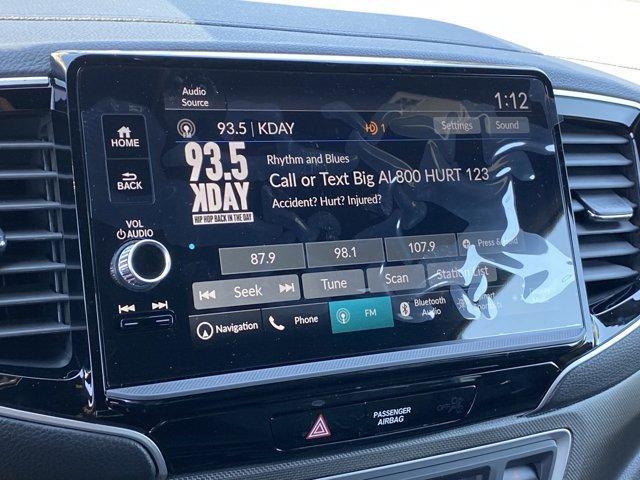 Audio
Source
1:12
93.5 | KDAY
1
Settings
Sound
HOME
BACK
VOL
AUDIO
93.5
KDAY
HIP HOP BACK IN THE DAY
Rhythm and Blues
Call or Text Big Al 800 HURT 123
Accident? Hurt? Injured?
87.9
98.1
107.9
Press &
Seek
Tune
Scan
Station List
Navigation
Phone
FM
Bluetooth
Audio
PASSENGER
AIRBAG
OFF